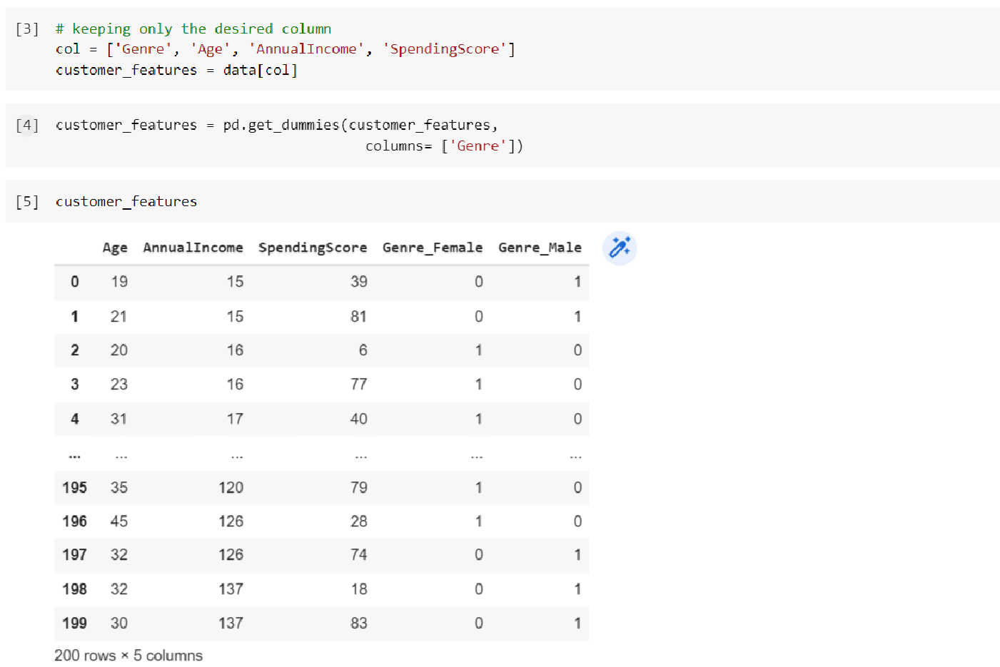 [3] # keeping only the desired column
col = ['Genre', 'Age', 'AnnualIncome', 'SpendingScore']
customer_features = data[col]
[4] customer_features = pd.get_dummies(customer_features,
columns= ['Genre'])
[5] customer_features
Age AnnualIncome SpendingScore Genre_Female Genre_Male
0 19 15 39 0 1
1 21 15 81 0 1
2 20 16 6 1 0
3 23 16 77 1 0
4 31 17 40 1 0
... ... ... ... ... ...
195 35 120 79 1 0
196 45 126 28 1 0
197 32 126 74 0 1
198 32 137 18 0 1
199 30 137 83 0 1
200 rows × 5 columns